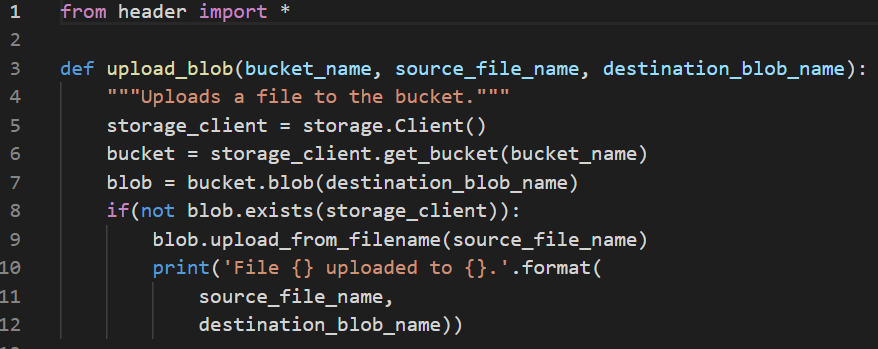 1 from header import *
2
3 def upload_blob(bucket_name, source_file_name, destination_blob_name):
4     """Uploads a file to the bucket."""
5     storage_client = storage.Client()
6     bucket = storage_client.get_bucket(bucket_name)
7     blob = bucket.blob(destination_blob_name)
8     if(not blob.exists(storage_client)):
9         blob.upload_from_filename(source_file_name)
10         print('File {} uploaded to {}.'.format(
11             source_file_name,
12             destination_blob_name))